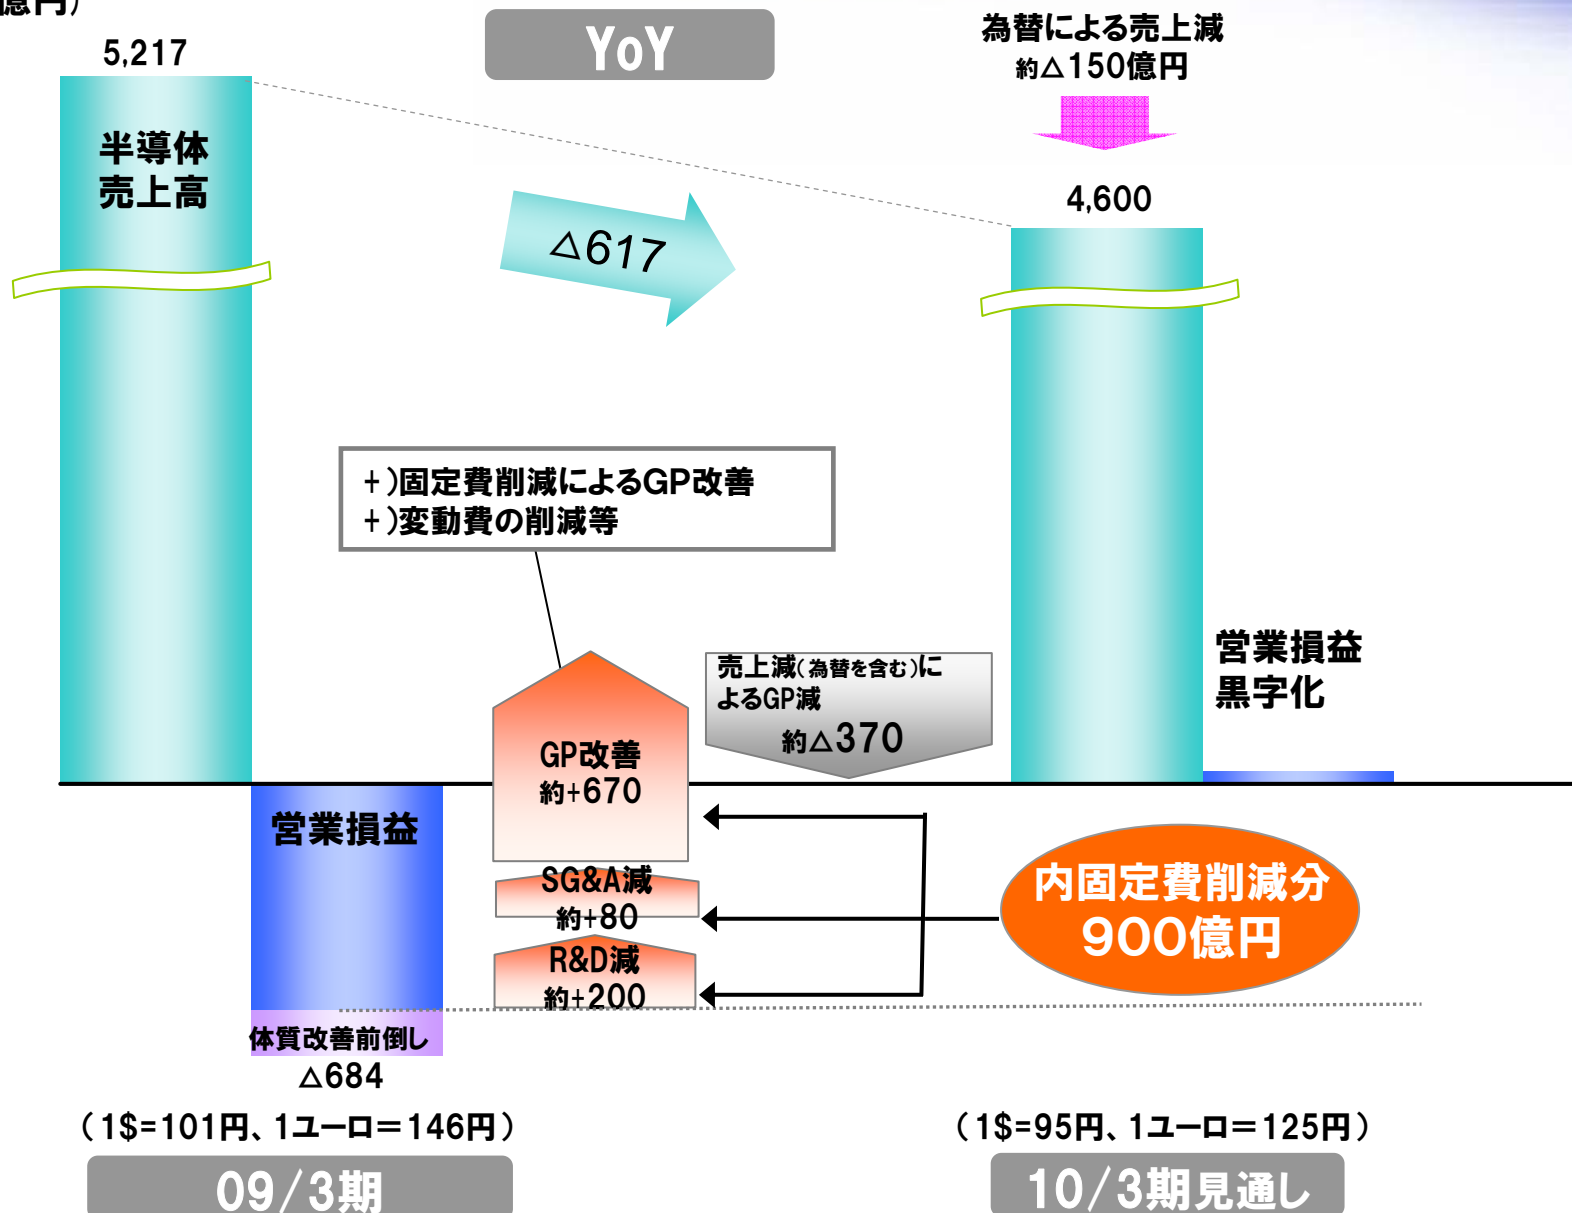 億円)
5,217
YoY
為替による売上減
約△150億円
半導体
売上高
△617
4,600
+)固定費削減によるGP改善
+)変動費の削減等
売上減(為替を含む)に
よるGP減
約△370
営業損益
黒字化
GP改善
約+670
営業損益
SG&A減
約+80
R&D減
約+200
内固定費削減分
900億円
体質改善前倒し
△684
(1$=101円、1ユーロ=146円)
(1$=95円、1ユーロ=125円)
09/3期
10/3期見通し